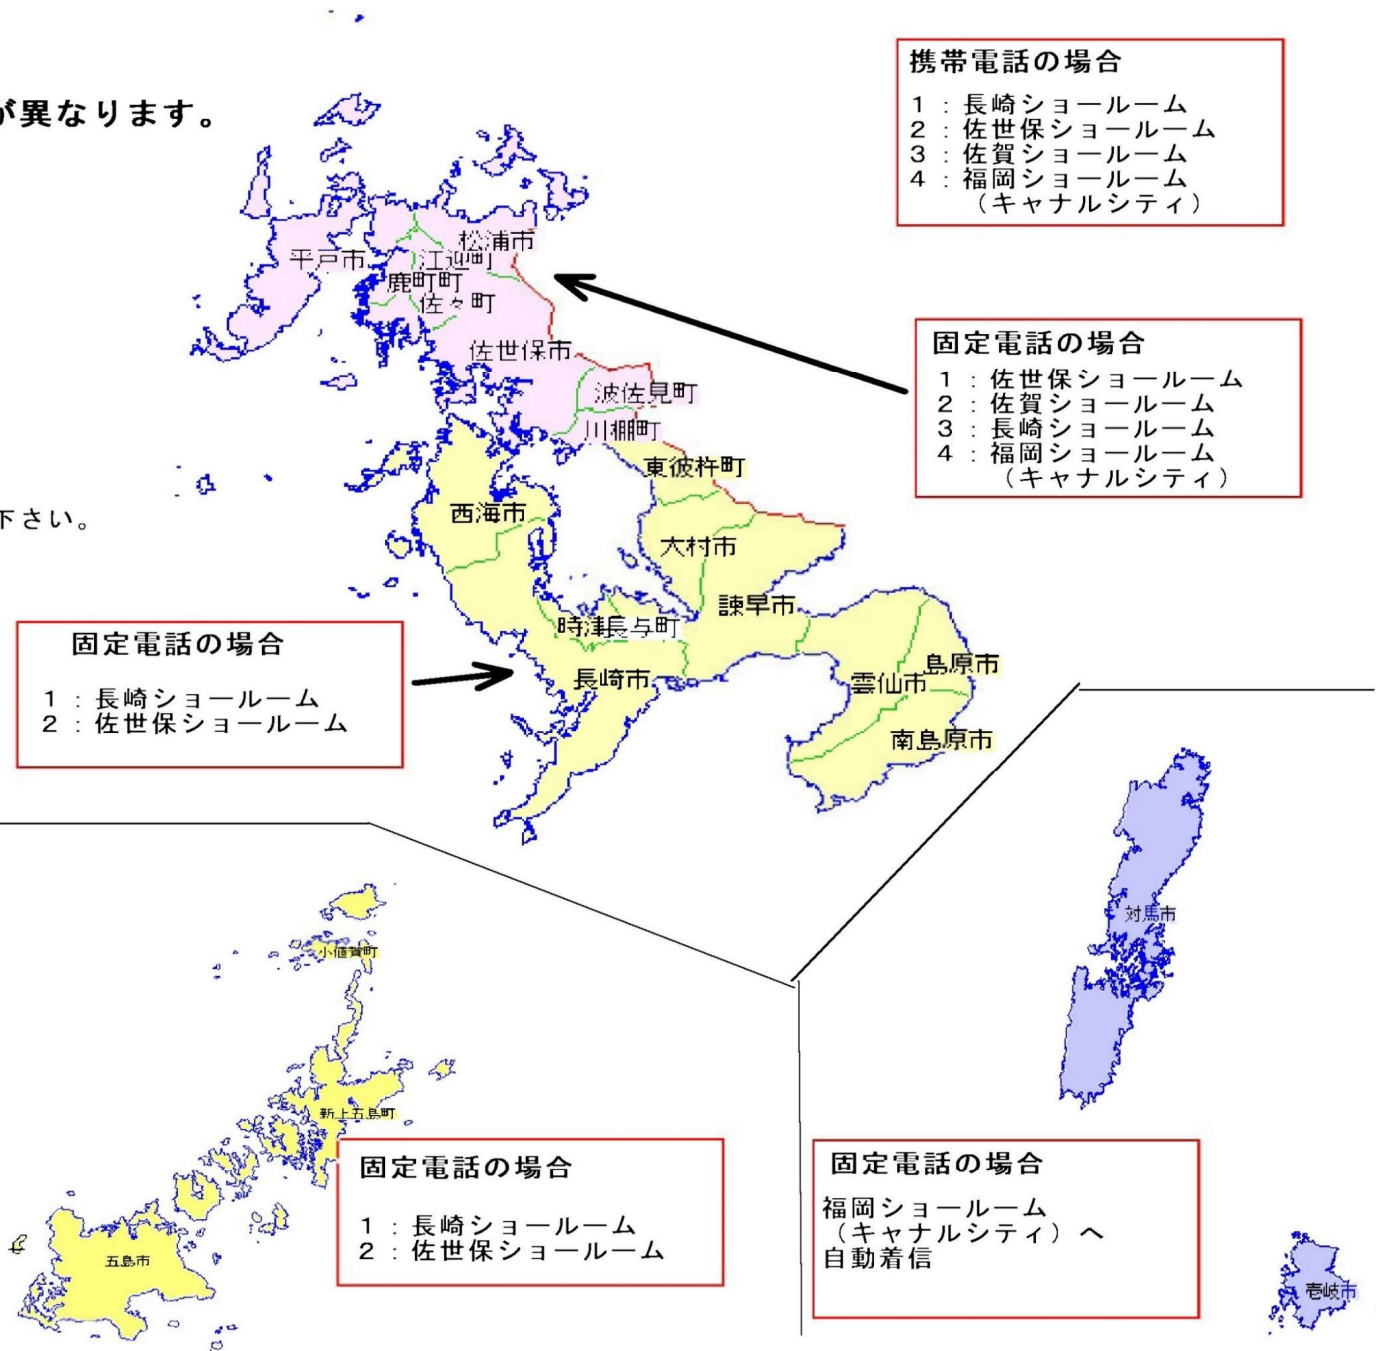 が異なります。
携帯電話の場合
1：長崎ショールーム
2：佐世保ショールーム
3：佐賀ショールーム
4：福岡ショールーム
（キャナルシティ）
松浦市
平戸市
江迎町
鹿町町
佐々町
固定電話の場合
1：佐世保ショールーム
2：佐賀ショールーム
3：長崎ショールーム
4：福岡ショールーム
（キャナルシティ）
佐世保市
波佐見町
川棚町
東彼杵町
西海市
下さい。
大村市
諫早市
時津
長与町
固定電話の場合
1：長崎ショールーム
2：佐世保ショールーム
長崎市
島原市
雲仙市
南島原市
対馬市
小値賀町
新上五島町
固定電話の場合
1：長崎ショールーム
2：佐世保ショールーム
五島市
固定電話の場合
福岡ショールーム
（キャナルシティ）へ
自動着信
壱岐市